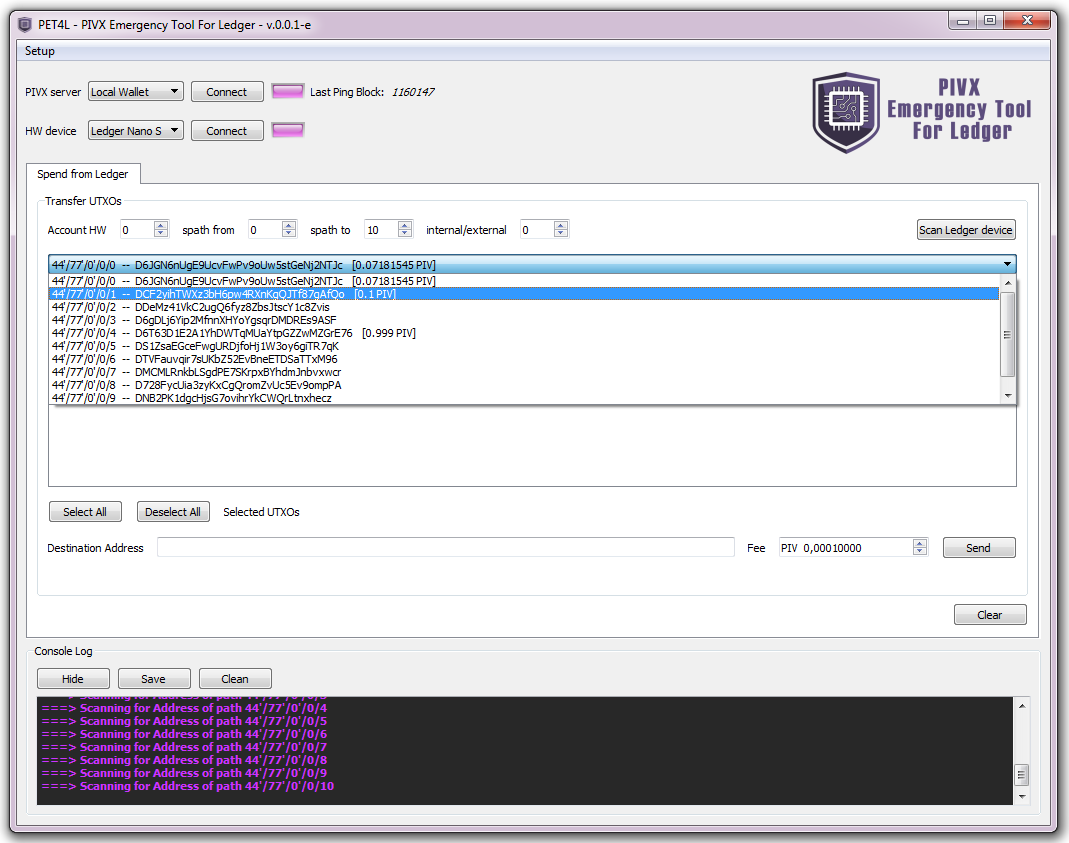 PET4L - PIVX Emergency Tool For Ledger - v.0.0.1-e
Setup
PIVX server Local Wallet Connect Last Ping Block: 1160147
HW device Ledger Nano S Connect
PIVX
Emergency Tool
For Ledger
Spend from Ledger
Transfer UTXOs
Account HW 0 spath from 0 spath to 10 internal/external 0 Scan Ledger device
44'/77'/0'/0/0 -- D6JGN6nUgE9UcvFwPv9oUw5stGeNj2NTJc [0.07181545 PIV]
44'/77'/0'/0/0 -- D6JGN6nUgE9UcvFwPv9oUw5stGeNj2NTJc [0.07181545 PIV]
44'/77'/0'/0/1 -- DCF2yihTWXz3bH6pw4RXnKgQJTf87gAfQo [0.1 PIV]
44'/77'/0'/0/2 -- DDeMz41VkC2ugQ6fyz8ZbsJtscY1c8Zvis
44'/77'/0'/0/3 -- D6gDLj6Yip2MfnnXHYoYgsqrDMDREs9ASF
44'/77'/0'/0/4 -- D6T63D1E2A1YhDWTqMUaYtpGZZwMZGrE76 [0.999 PIV]
44'/77'/0'/0/5 -- DS1ZsaEGceFwgURDjfoHj1W3oy6giTR7qK
44'/77'/0'/0/6 -- DTVFauvqir7sUKbZ52EvBneETDSaTTxM96
44'/77'/0'/0/7 -- DMCMLRnkbLSgdPE7SKrpxBYhdmJnbvxwcr
44'/77'/0'/0/8 -- D728FycUia3zyKxCgQromZvUc5Ev9ompPA
44'/77'/0'/0/9 -- DNB2PK1dgcHjsG7ovihrYkCWQrLtnxhecz
Select All Deselect All Selected UTXOs
Destination Address Fee PIV 0,00010000 Send
Clear
Console Log
Hide Save Clean
===> Scanning for Address of path 44'/77'/0'/0/3
===> Scanning for Address of path 44'/77'/0'/0/4
===> Scanning for Address of path 44'/77'/0'/0/5
===> Scanning for Address of path 44'/77'/0'/0/6
===> Scanning for Address of path 44'/77'/0'/0/7
===> Scanning for Address of path 44'/77'/0'/0/8
===> Scanning for Address of path 44'/77'/0'/0/9
===> Scanning for Address of path 44'/77'/0'/0/10